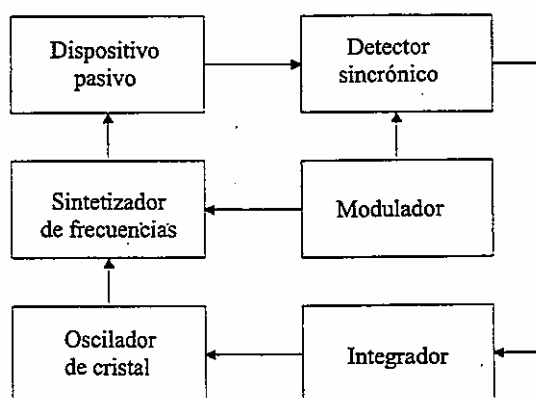 Dispositivo
pasivo
Detector
sincrónico
Sintetizador
de frecuencias
Modulador
Oscilador
de cristal
Integrador